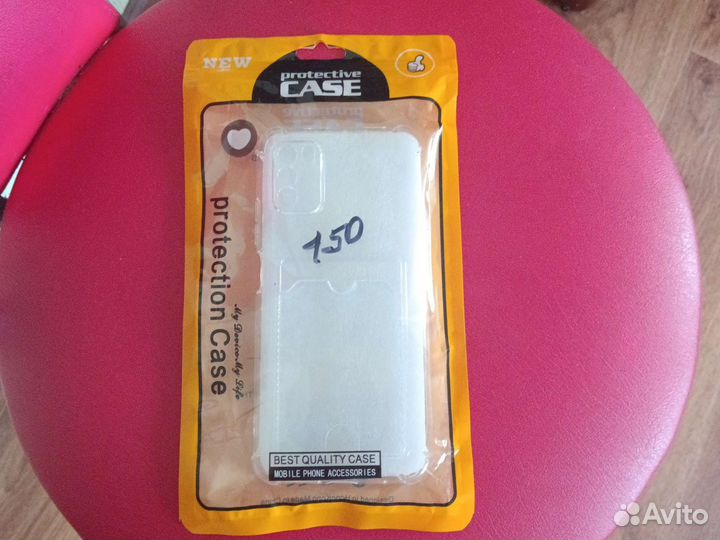 NEW
protective
CASE
protection Case
My Device My Life
150
BEST QUALITY CASE
MOBILE PHONE ACCESSORIES
Avito